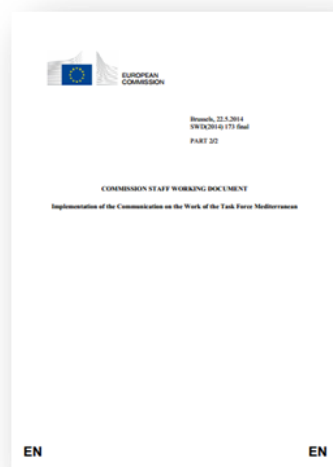 EUROPEAN
COMMISSION
Brussels, 22.5.2014
SWD(2014) 173 final
PART 2/2
COMMISSION STAFF WORKING DOCUMENT
Implementation of the Communication on the Work of the Task Force Mediterranean
EN
EN